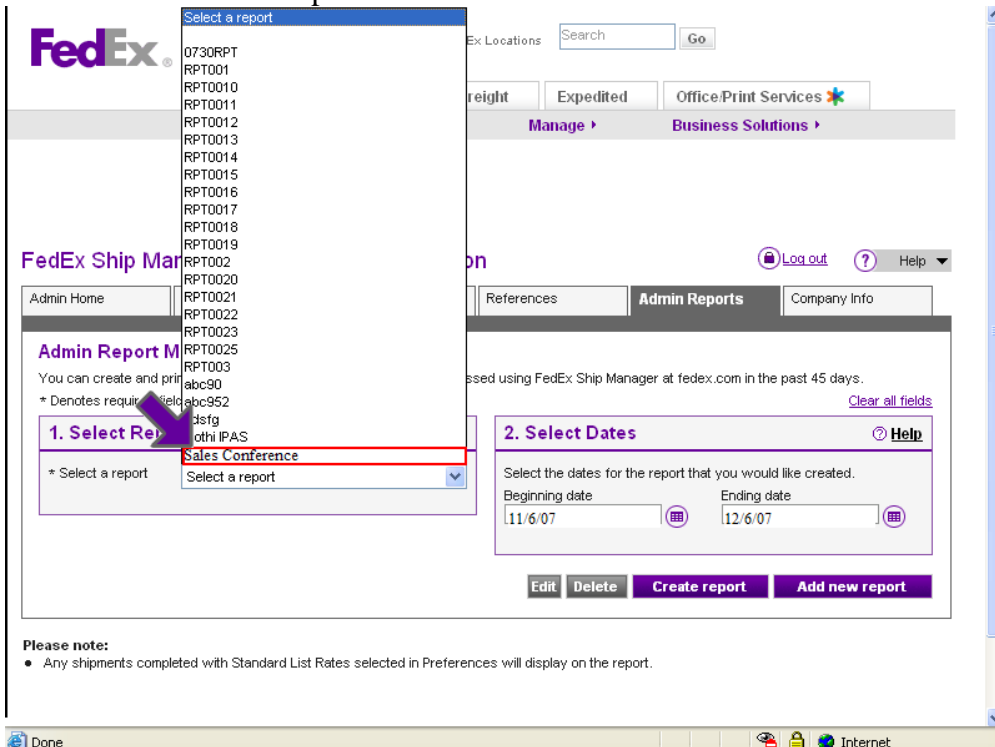 Select a report
FedEx®
Ex Locations Search Go
0730RPT
RPT001
RPT0010
RPT0011
RPT0012
RPT0013
RPT0014
RPT0015
RPT0016
RPT0017
RPT0018
RPT0019
RPT002
RPT0020
RPT0021
RPT0022
RPT0023
RPT0025
RPT003
abc90
abc952
dsfg
othi IPAS
Sales Conference
Select a report
reight Expedited Office/Print Services
Manage Business Solutions
FedEx Ship Mar on Log out ? Help
Admin Home References Admin Reports Company Info
Admin Report M
You can create and prin ssed using FedEx Ship Manager at fedex.com in the past 45 days.
* Denotes requir field Clear all fields
1. Select Re 2. Select Dates ? Help
* Select a report Select the dates for the report that you would like created.
Beginning date Ending date
11/6/07 12/6/07
Edit Delete Create report Add new report
Please note:
• Any shipments completed with Standard List Rates selected in Preferences will display on the report.
Done Internet